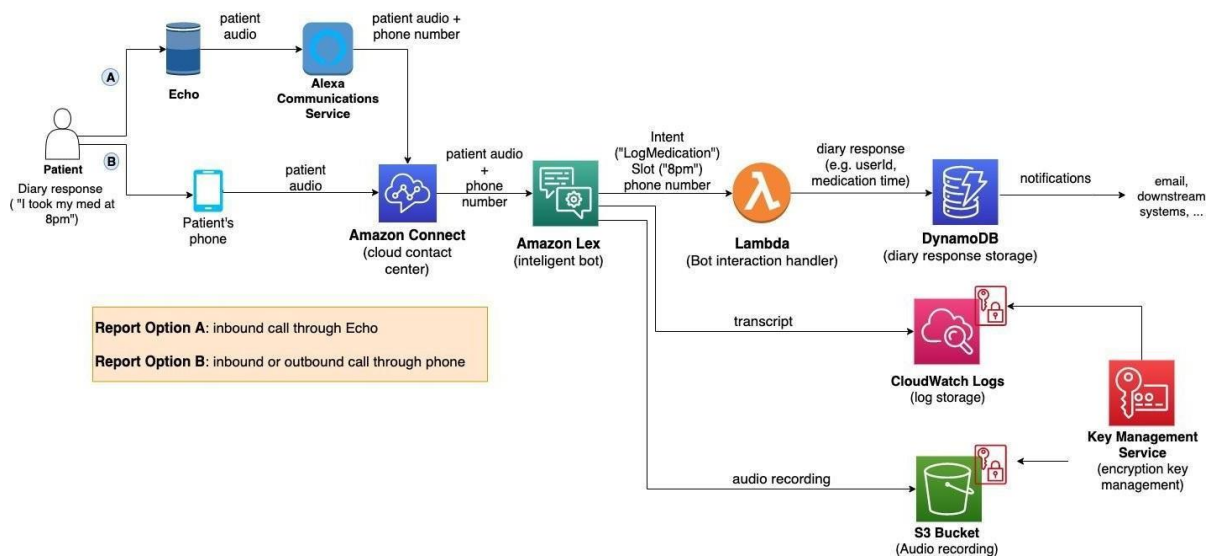 patient
audio
patient audio +
phone number
A
Echo
Alexa
Communications
Service
B
Patient
Diary response
( "I took my med at
8pm")
Patient's
phone
patient
audio
Amazon Connect
(cloud contact
center)
patient audio
+
phone
number
Amazon Lex
(inteligent bot)
Intent
("LogMedication")
Slot ("8pm")
phone number
Lambda
(Bot interaction handler)
diary response
(e.g. userId,
medication time)
DynamoDB
(diary response storage)
notifications
email,
downstream
systems, ...
Report Option A: inbound call through Echo
Report Option B: inbound or outbound call through phone
transcript
CloudWatch Logs
(log storage)
Key Management
Service
(encryption key
management)
audio recording
S3 Bucket
(Audio recording)